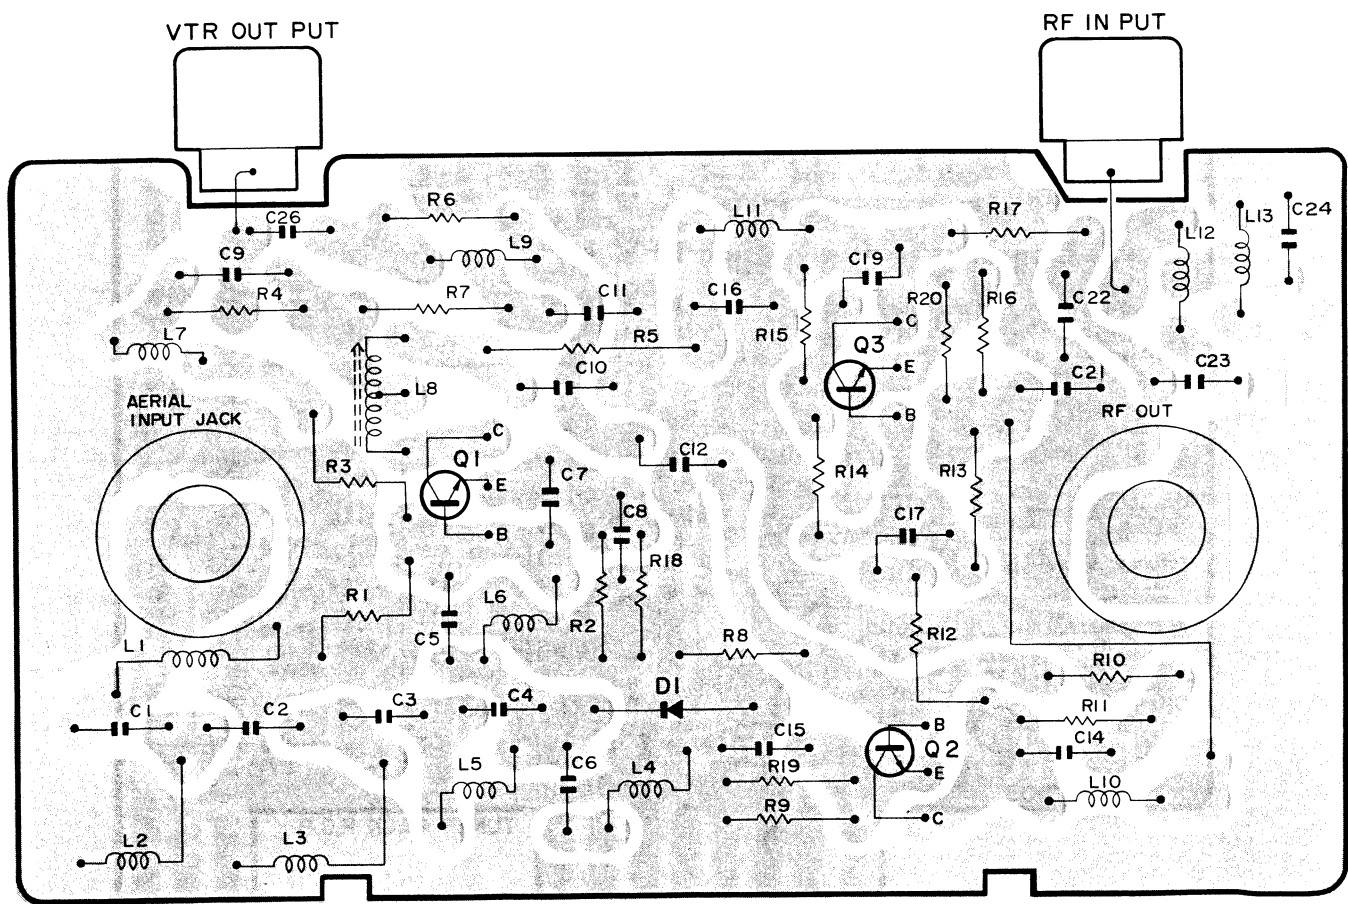 VTR OUT PUT
RF IN PUT
R6
C26
L11
R17
L12
L13
C24
C9
L9
C19
R4
R7
C11
C16
R20
R16
C22
C
L7
R5
R15
Q3
E
C10
C21
C23
L8
B
AERIAL
INPUT JACK
RF OUT
C
R3
Q1
C7
C12
R14
R13
E
C8
C17
B
R18
R1
L6
C5
R2
R12
L1
R8
R10
D1
C1
C2
C3
C4
R11
B
C15
C14
Q2
L5
C6
L4
R19
E
L10
R9
C
L2
L3